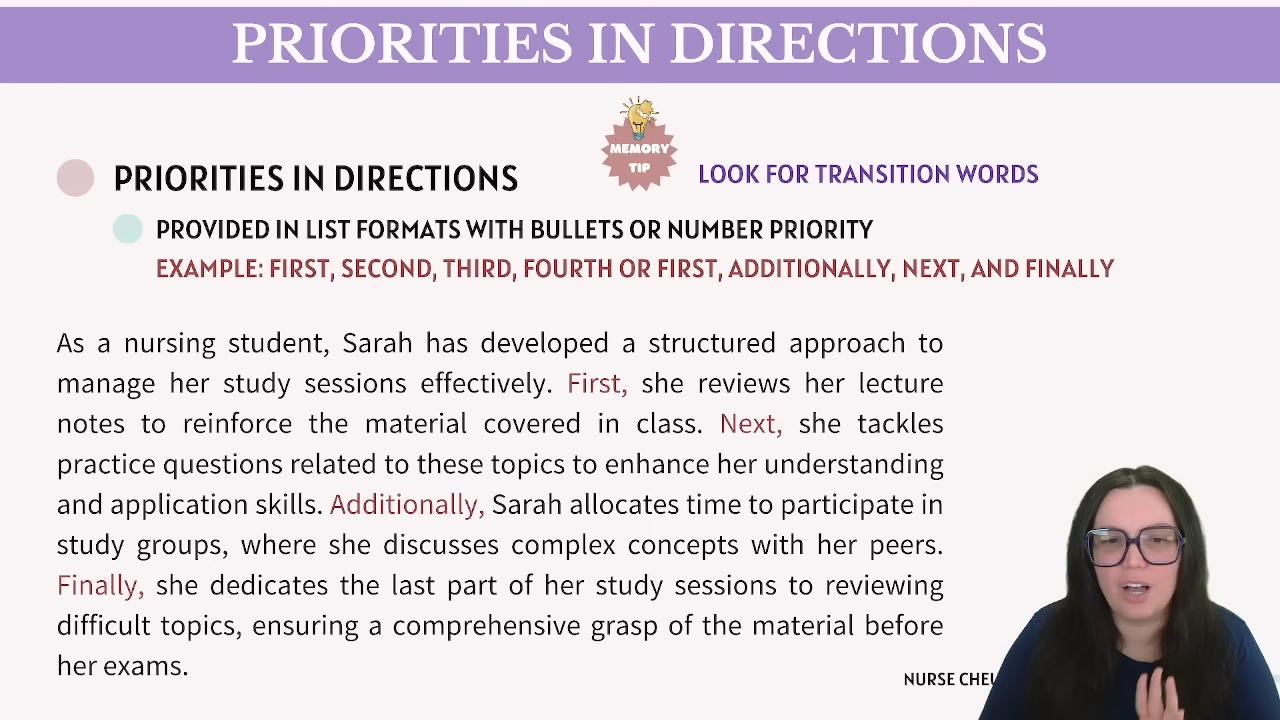 PRIORITIES IN DIRECTIONS
MEMORY
TIP
PRIORITIES IN DIRECTIONS
LOOK FOR TRANSITION WORDS
PROVIDED IN LIST FORMATS WITH BULLETS OR NUMBER PRIORITY
EXAMPLE: FIRST, SECOND, THIRD, FOURTH OR FIRST, ADDITIONALLY, NEXT, AND FINALLY
As a nursing student, Sarah has developed a structured approach to
manage her study sessions effectively. First, she reviews her lecture
notes to reinforce the material covered in class. Next, she tackles
practice questions related to these topics to enhance her understanding
and application skills. Additionally, Sarah allocates time to participate in
study groups, where she discusses complex concepts with her peers.
Finally, she dedicates the last part of her study sessions to reviewing
difficult topics, ensuring a comprehensive grasp of the material before
her exams.
NURSE